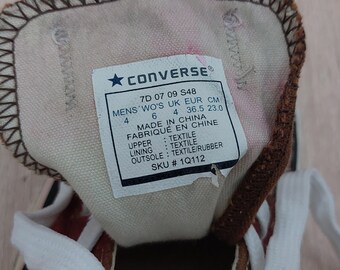 CONVERSE®
7D 07 09 S48
MENS' WO'S UK EUR CM
4 6 4 36.5 23.0
MADE IN CHINA
FABRIQUÉ EN CHINE
UPPER : TEXTILE
LINING : TEXTILE
OUTSOLE : TEXTILE/RUBBER
SKU # 1Q112